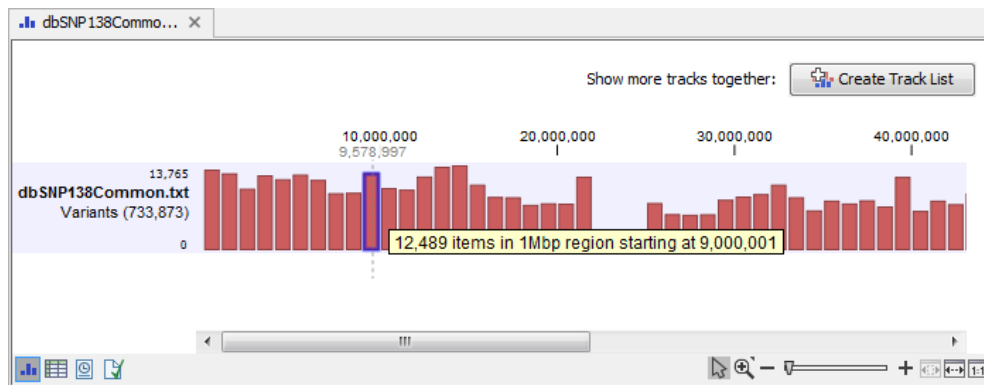 dbSNP138Commo...
Show more tracks together:
Create Track List
10,000,000 20,000,000 30,000,000 40,000,000
9,578,997
13,765
dbSNP138Common.txt
Variants (733,873)
0
12,489 items in 1Mbp region starting at 9,000,001
1:1